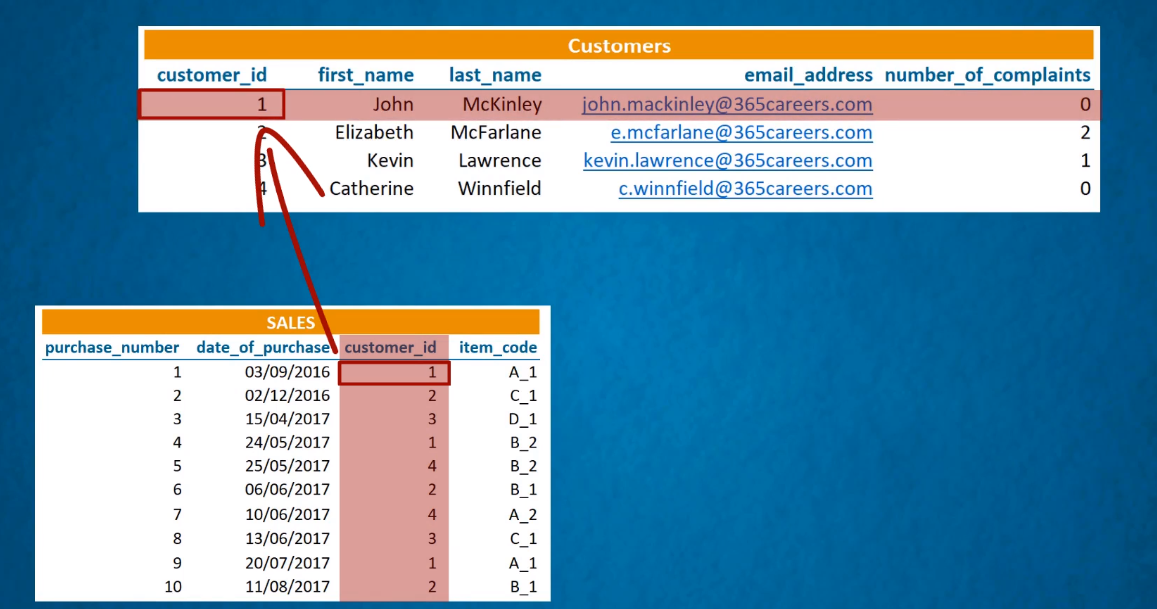 Customers
customer_id first_name last_name email_address number_of_complaints
1 John McKinley john.mackinley@365careers.com 0
2 Elizabeth McFarlane e.mcfarlane@365careers.com 2
3 Kevin Lawrence kevin.lawrence@365careers.com 1
4 Catherine Winnfield c.winnfield@365careers.com 0
SALES
purchase_number date_of_purchase customer_id item_code
1 03/09/2016 1 A_1
2 02/12/2016 2 C_1
3 15/04/2017 3 D_1
4 24/05/2017 1 B_2
5 25/05/2017 4 B_2
6 06/06/2017 2 B_1
7 10/06/2017 4 A_2
8 13/06/2017 3 C_1
9 20/07/2017 1 A_1
10 11/08/2017 2 B_1